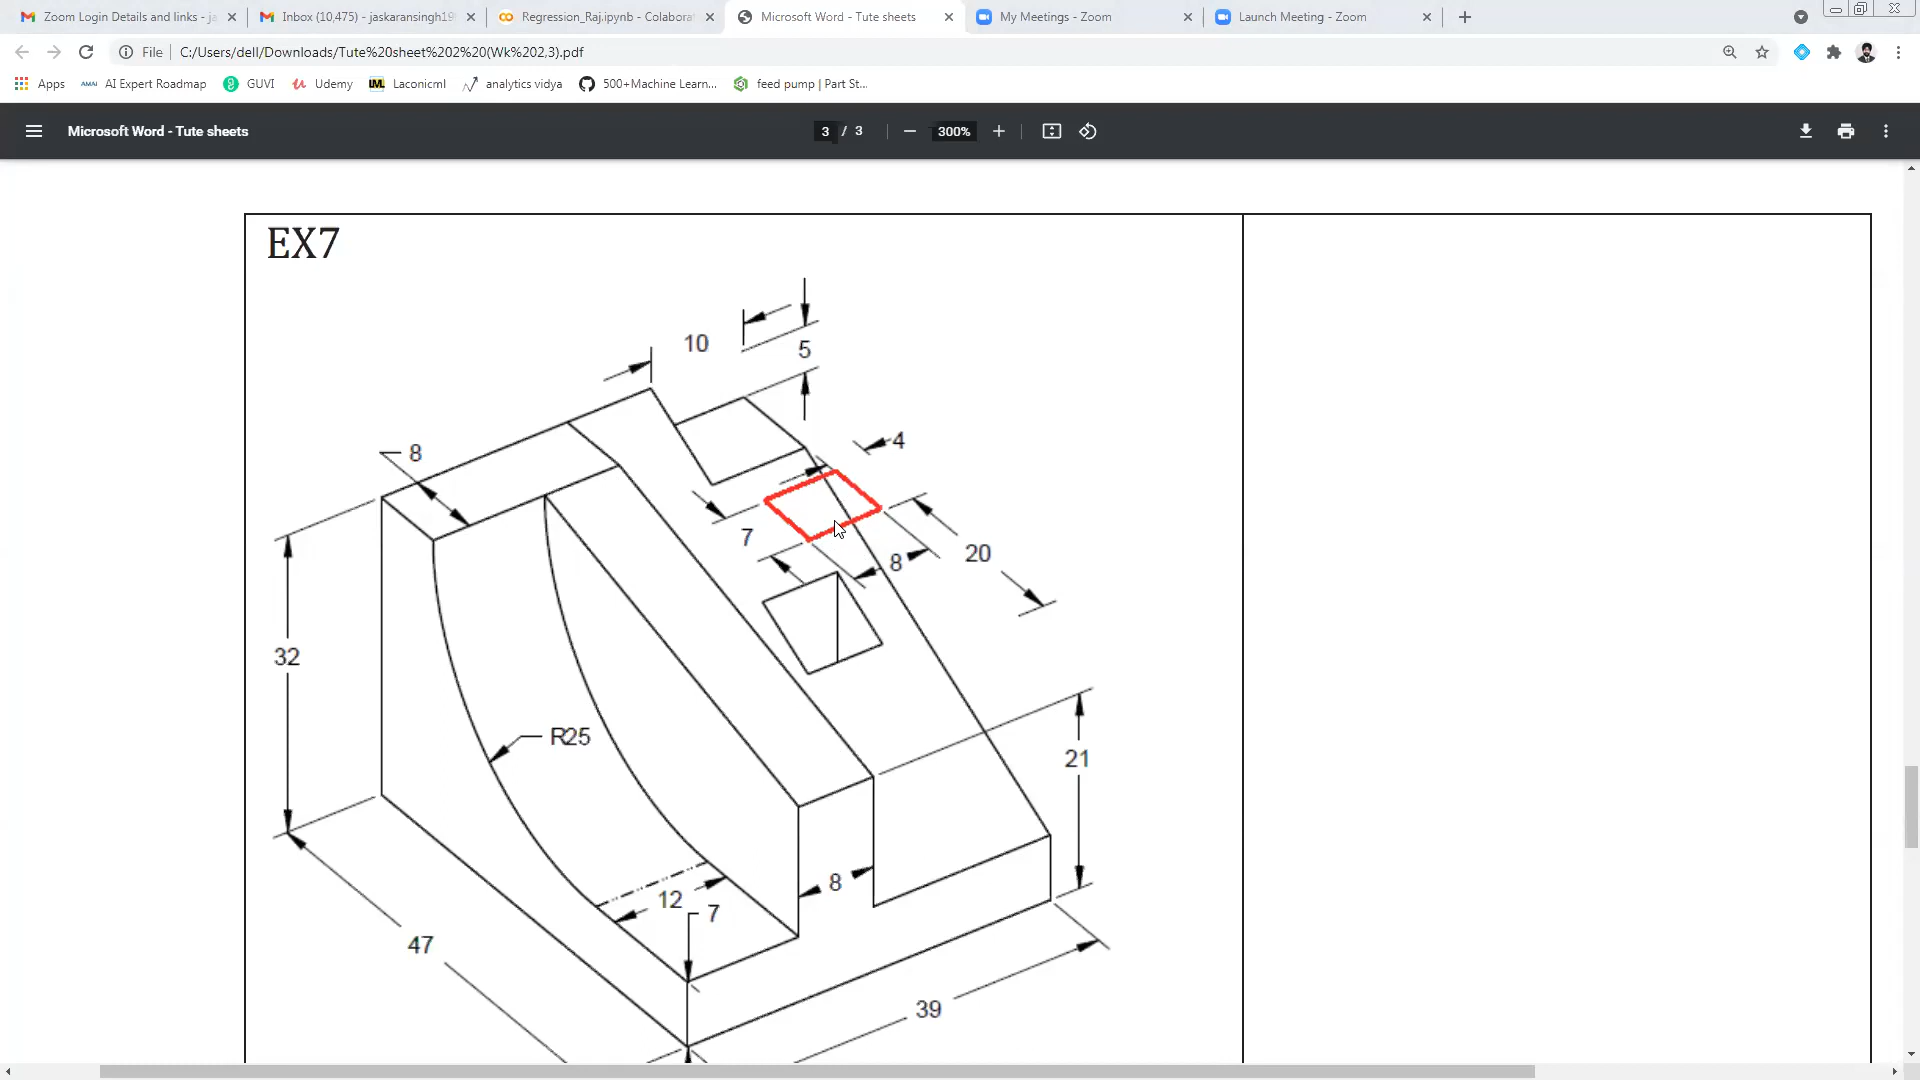 Zoom Login Details and links - ja
Inbox (10,475) - jaskaransingh19
Regression_Raj.ipynb - Colaborat
Microsoft Word - Tute sheets
My Meetings - Zoom
Launch Meeting - Zoom
File C:/Users/dell/Downloads/Tute%20sheet%202%20(Wk%202,3).pdf
Apps AMAI AI Expert Roadmap GUVI Udemy LML Laconicml analytics vidya 500+Machine Learn... feed pump | Part St...
Microsoft Word - Tute sheets 3 / 3 300%
EX7
10
5
4
8
7
8
20
32
R25
21
8
12
7
47
39